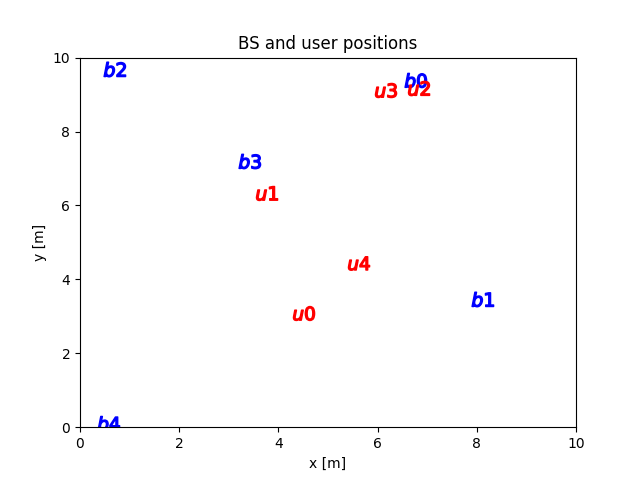 BS and user positions
10
b2
b0
u3
u2
8
b3
u1
6
u4
4
b1
u0
2
b4
0
0 2 4 6 8 10
x [m]
y [m]